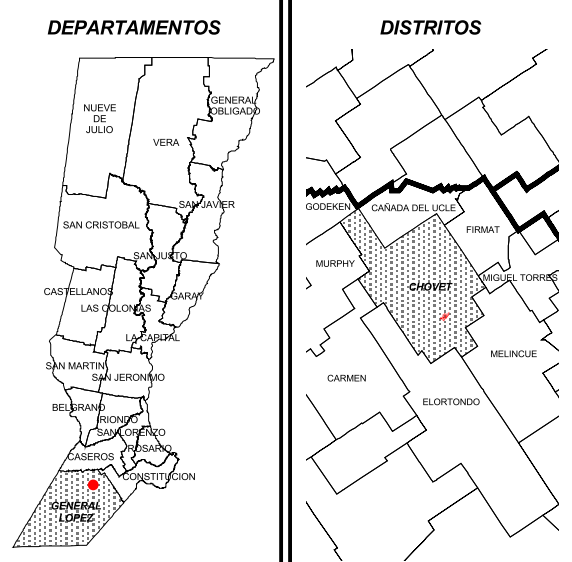 DEPARTAMENTOS
NUEVE
DE
JULIO
GENERAL
OBLIGADO
VERA
SAN JAVIER
SAN CRISTOBAL
SAN JUSTO
CASTELLANOS
LAS COLONIAS
GARAY
LA CAPITAL
SAN MARTIN
SAN JERONIMO
BELGRANO
IRIONDO
SAN LORENZO
CASEROS
ROSARIO
CONSTITUCION
GENERAL
LOPEZ
DISTRITOS
GODEKEN
CAÑADA DEL UCLE
FIRMAT
MURPHY
MIGUEL TORRES
CHOVET
MELINCUE
CARMEN
ELORTONDO